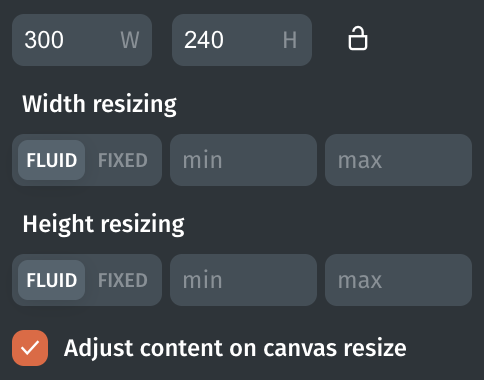 300 W 240 H
Width resizing
FLUID FIXED min max
Height resizing
FLUID FIXED min max
Adjust content on canvas resize